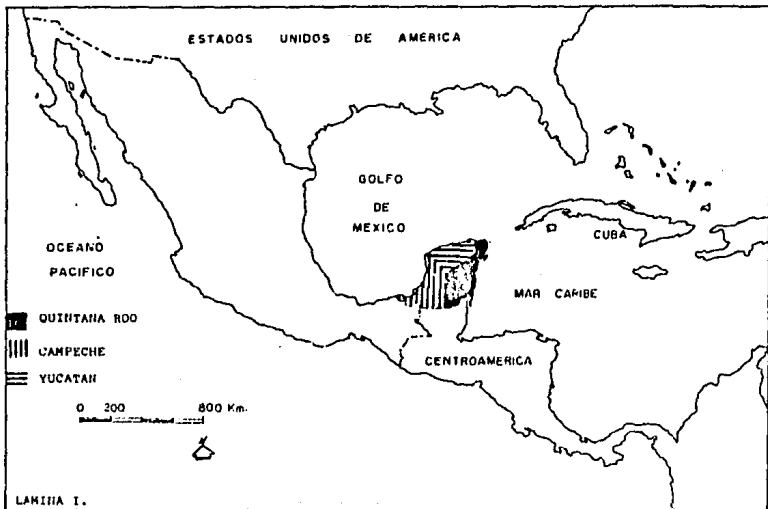 ESTADOS UNIDOS DE AMÉRICA
GOLFO
DE
MEXICO
CUBA
OCEANO
PACIFICO
MAR CARIBE
QUINTANA ROO
CAMPECHE
CENTROAMERICA
YUCATAN
0 200 800 Km.
LAMINA I.